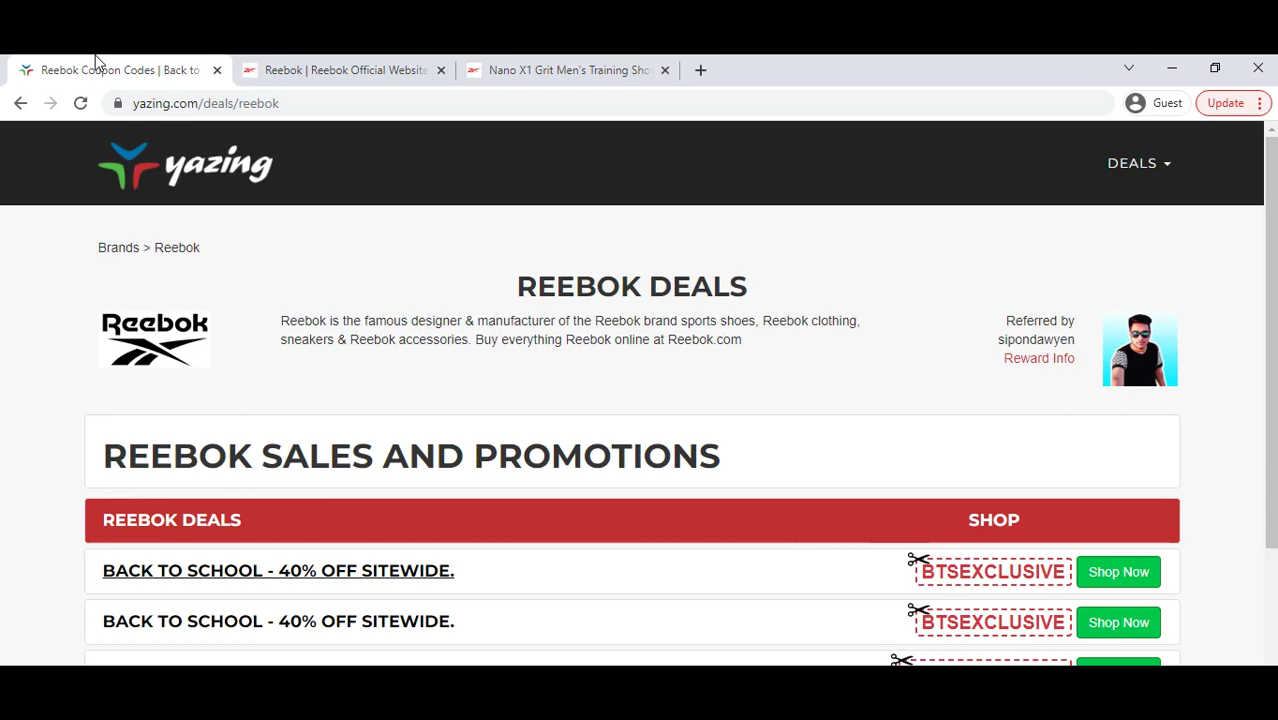 Reebok Coupon Codes | Back to
Reebok | Reebok Official Website
Nano X1 Grit Men's Training Sho
yazing.com/deals/reebok
Guest
Update
yazing
DEALS
Brands > Reebok
REEBOK DEALS
Reebok
Reebok is the famous designer & manufacturer of the Reebok brand sports shoes, Reebok clothing,
sneakers & Reebok accessories. Buy everything Reebok online at Reebok.com
Referred by
sipondawyen
Reward Info
REEBOK SALES AND PROMOTIONS
REEBOK DEALS SHOP
BACK TO SCHOOL - 40% OFF SITEWIDE. BTSEXCLUSIVE Shop Now
BACK TO SCHOOL - 40% OFF SITEWIDE. BTSEXCLUSIVE Shop Now